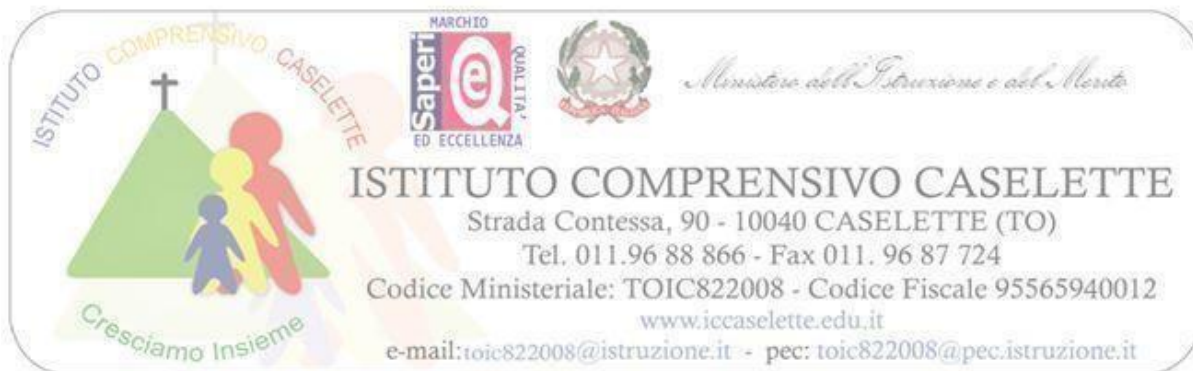 ISTITUTO COMPRENSIVO CASELETTE
Cresciamo Insieme
MARCHIO
Saperi
e
QUALITA'
ED ECCELLENZA
Ministero dell'Istruzione e del Merito
ISTITUTO COMPRENSIVO CASELETTE
Strada Contessa, 90 - 10040 CASELETTE (TO)
Tel. 011.96 88 866 - Fax 011. 96 87 724
Codice Ministeriale: TOIC822008 - Codice Fiscale 95565940012
www.iccaselette.edu.it
e-mail:toic822008@istruzione.it - pec: toic822008@pec.istruzione.it